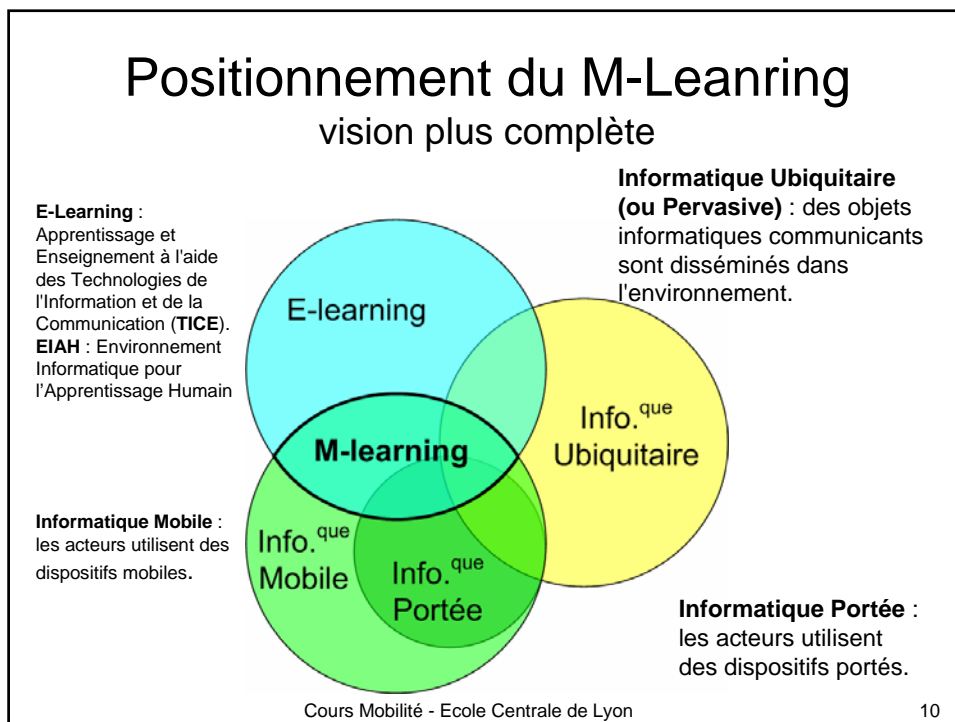 Positionnement du M-Leanring
vision plus complète
E-Learning :
Apprentissage et
Enseignement à l'aide
des Technologies de
l'Information et de la
Communication (TICE).
EIAH : Environnement
Informatique pour
l'Apprentissage Humain
Informatique Ubiquitaire
(ou Pervasive) : des objets
informatiques communicants
sont disséminés dans
l'environnement.
E-learning
Info.que
Ubiquitaire
M-learning
Informatique Mobile :
les acteurs utilisent des
dispositifs mobiles.
Info.que
Mobile
Info.que
Portée
Informatique Portée :
les acteurs utilisent
des dispositifs portés.
Cours Mobilité - Ecole Centrale de Lyon
10